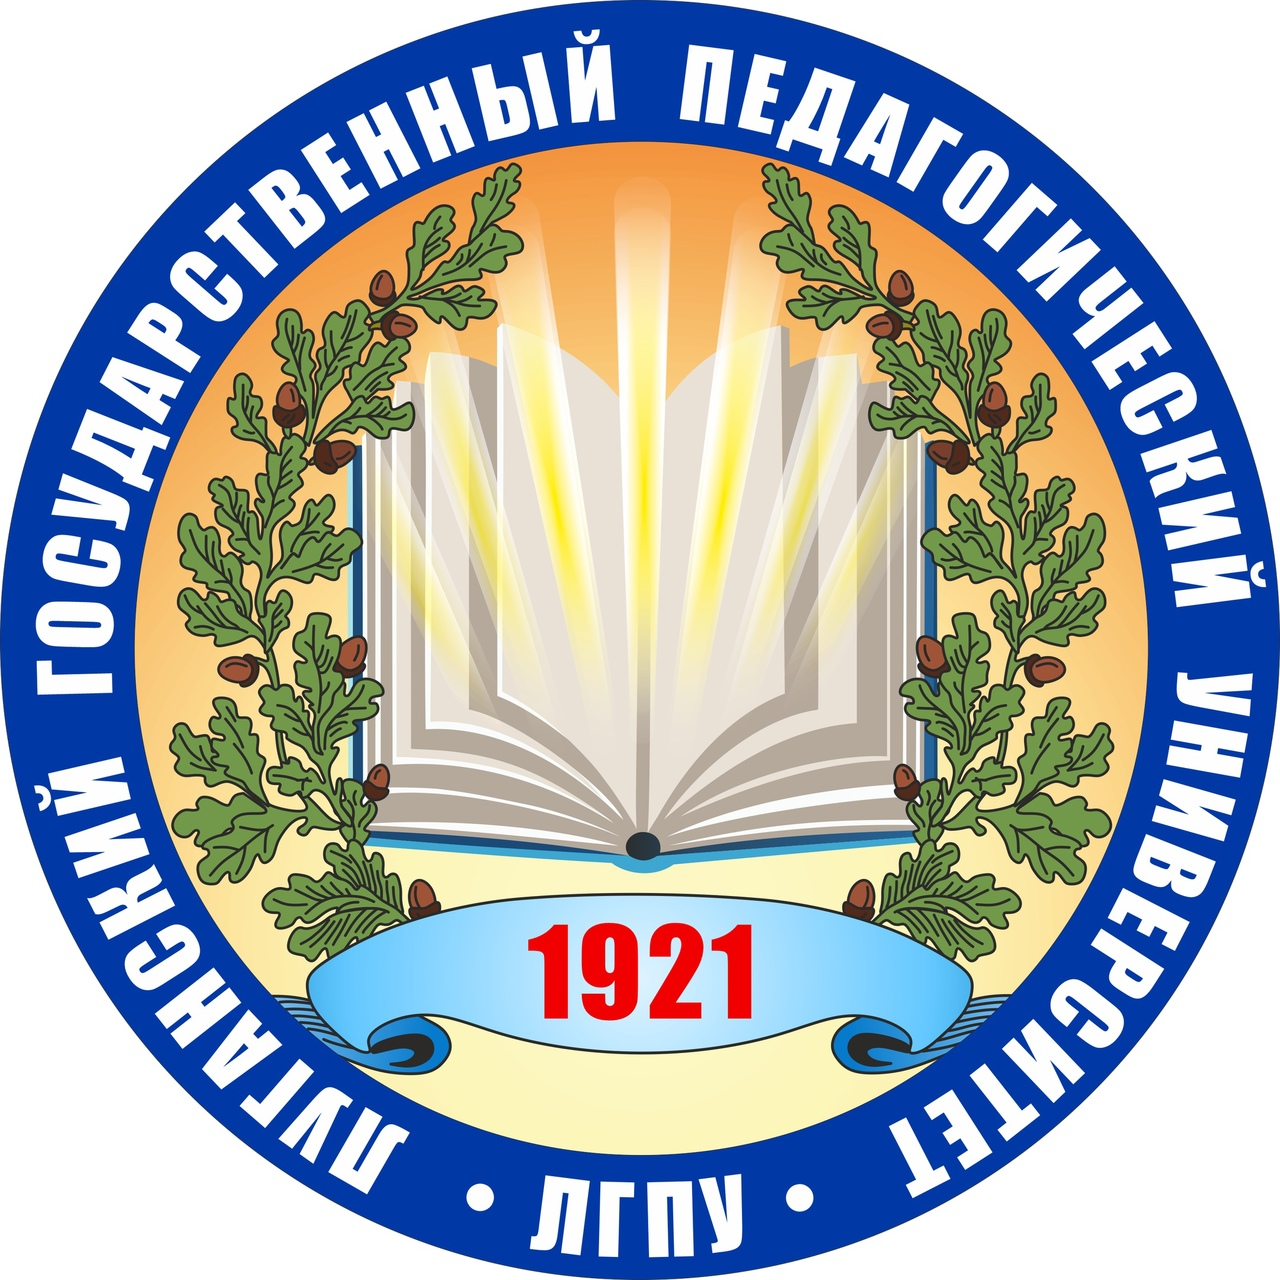 ЛУГАНСКИЙ ГОСУДАРСТВЕННЫЙ ПЕДАГОГИЧЕСКИЙ УНИВЕРСИТЕТ
1921
• ЛГПУ •